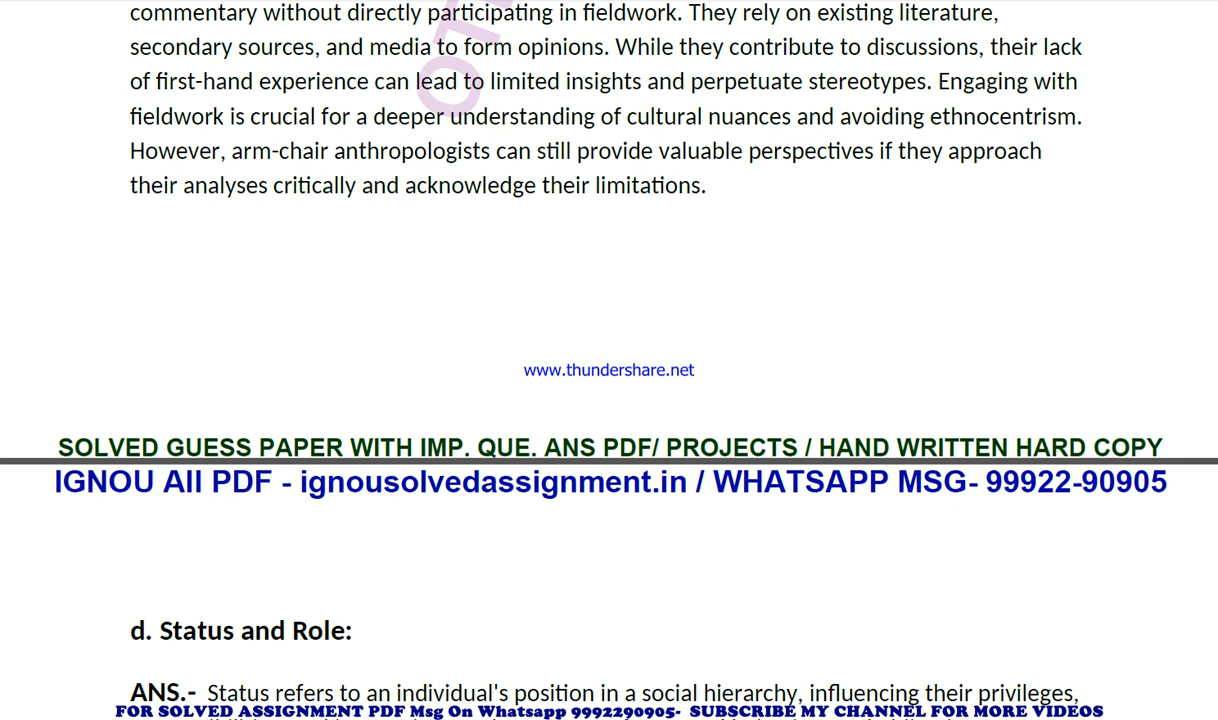 commentary without directly participating in fieldwork. They rely on existing literature,
secondary sources, and media to form opinions. While they contribute to discussions, their lack
of first-hand experience can lead to limited insights and perpetuate stereotypes. Engaging with
fieldwork is crucial for a deeper understanding of cultural nuances and avoiding ethnocentrism.
However, arm-chair anthropologists can still provide valuable perspectives if they approach
their analyses critically and acknowledge their limitations.
www.thundershare.net
SOLVED GUESS PAPER WITH IMP. QUE. ANS PDF/ PROJECTS / HAND WRITTEN HARD COPY
IGNOU All PDF - ignousolvedassignment.in / WHATSAPP MSG- 99922-90905
d. Status and Role:
ANS.- Status refers to an individual's position in a social hierarchy, influencing their privileges,
FOR SOLVED ASSIGNMENT PDF Msg On Whatsapp 9992290905- SUBSCRIBE MY CHANNEL FOR MORE VIDEOS